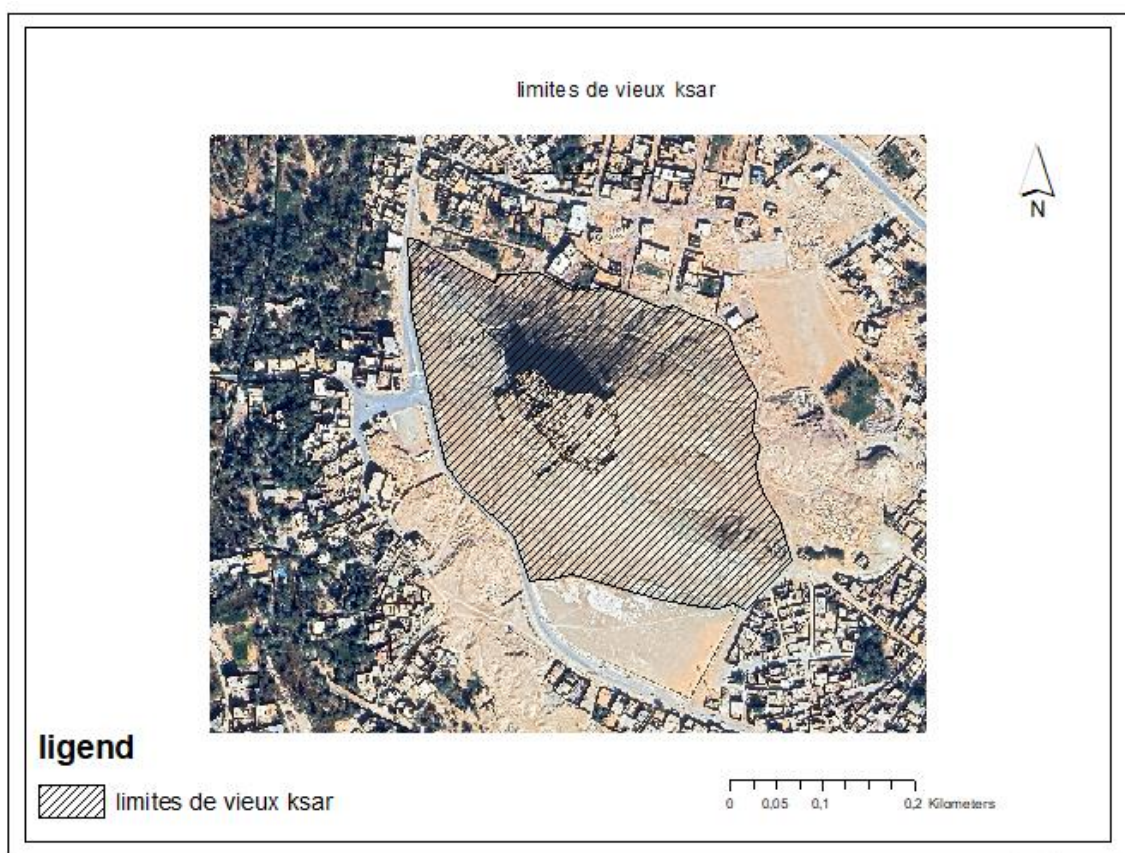 limites de vieux ksar
N
ligend
limites de vieux ksar
0 0,05 0,1 0,2 Kilometers